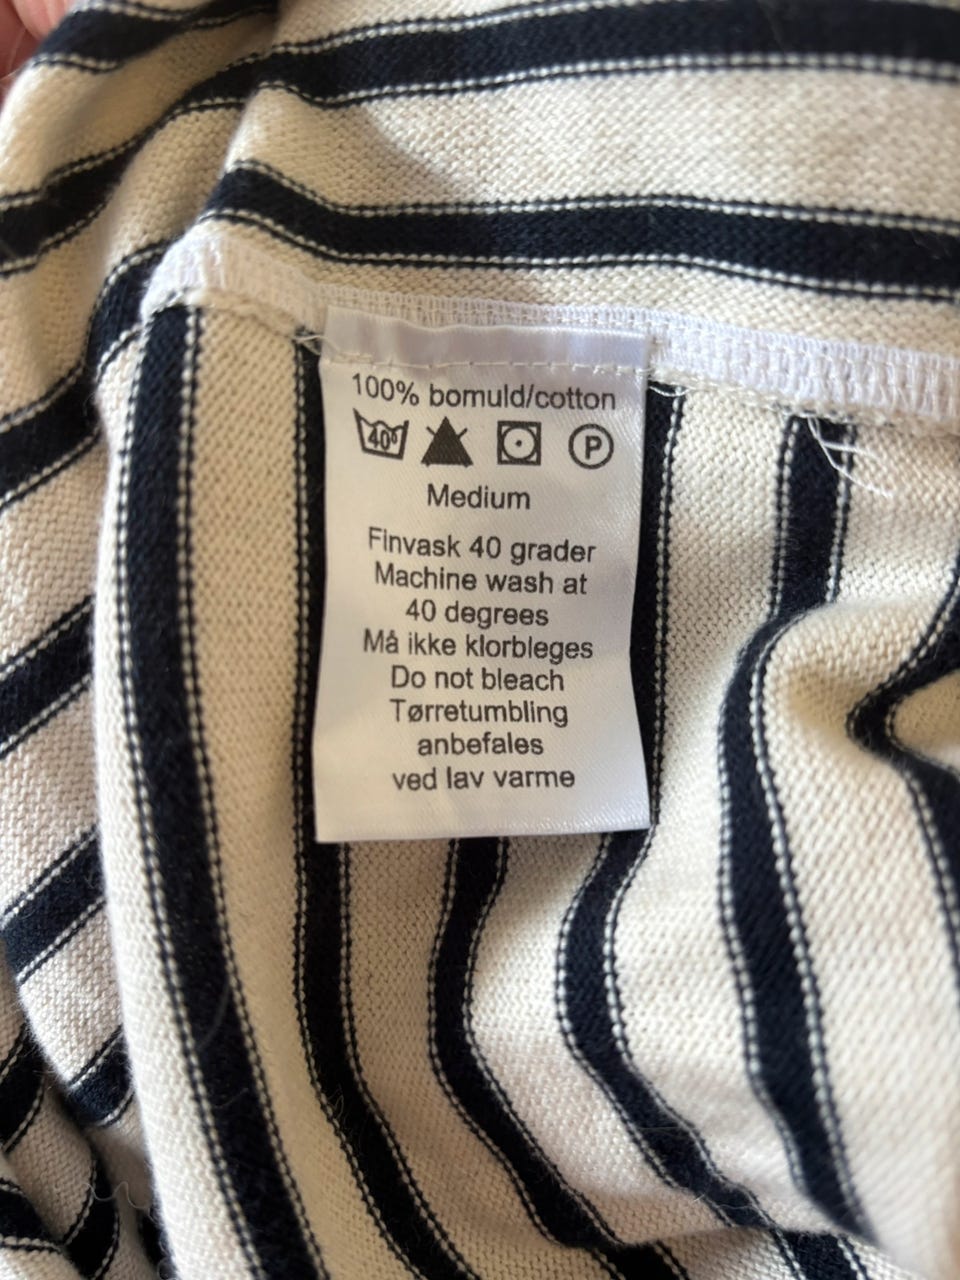 100% bomuld/cotton
40° P
Medium
Finvask 40 grader
Machine wash at
40 degrees
Må ikke klorbleges
Do not bleach
Tørretumbling
anbefales
ved lav varme